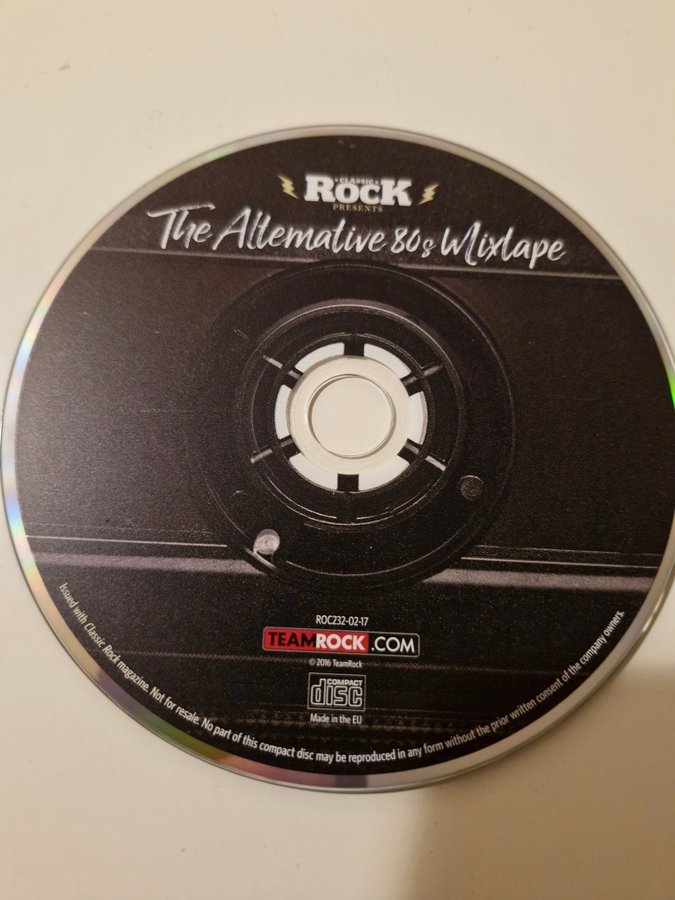 CLASSIC
ROCK
PRESENTS
The Alternative 80s Mixtape
ROC232-02-17
TEAMROCK.COM
© 2016 TeamRock
COMPACT
disc
Made in the EU
Issued with Classic Rock magazine. Not for resale. No part of this compact disc may be reproduced in any form without the prior written consent of the company owners.